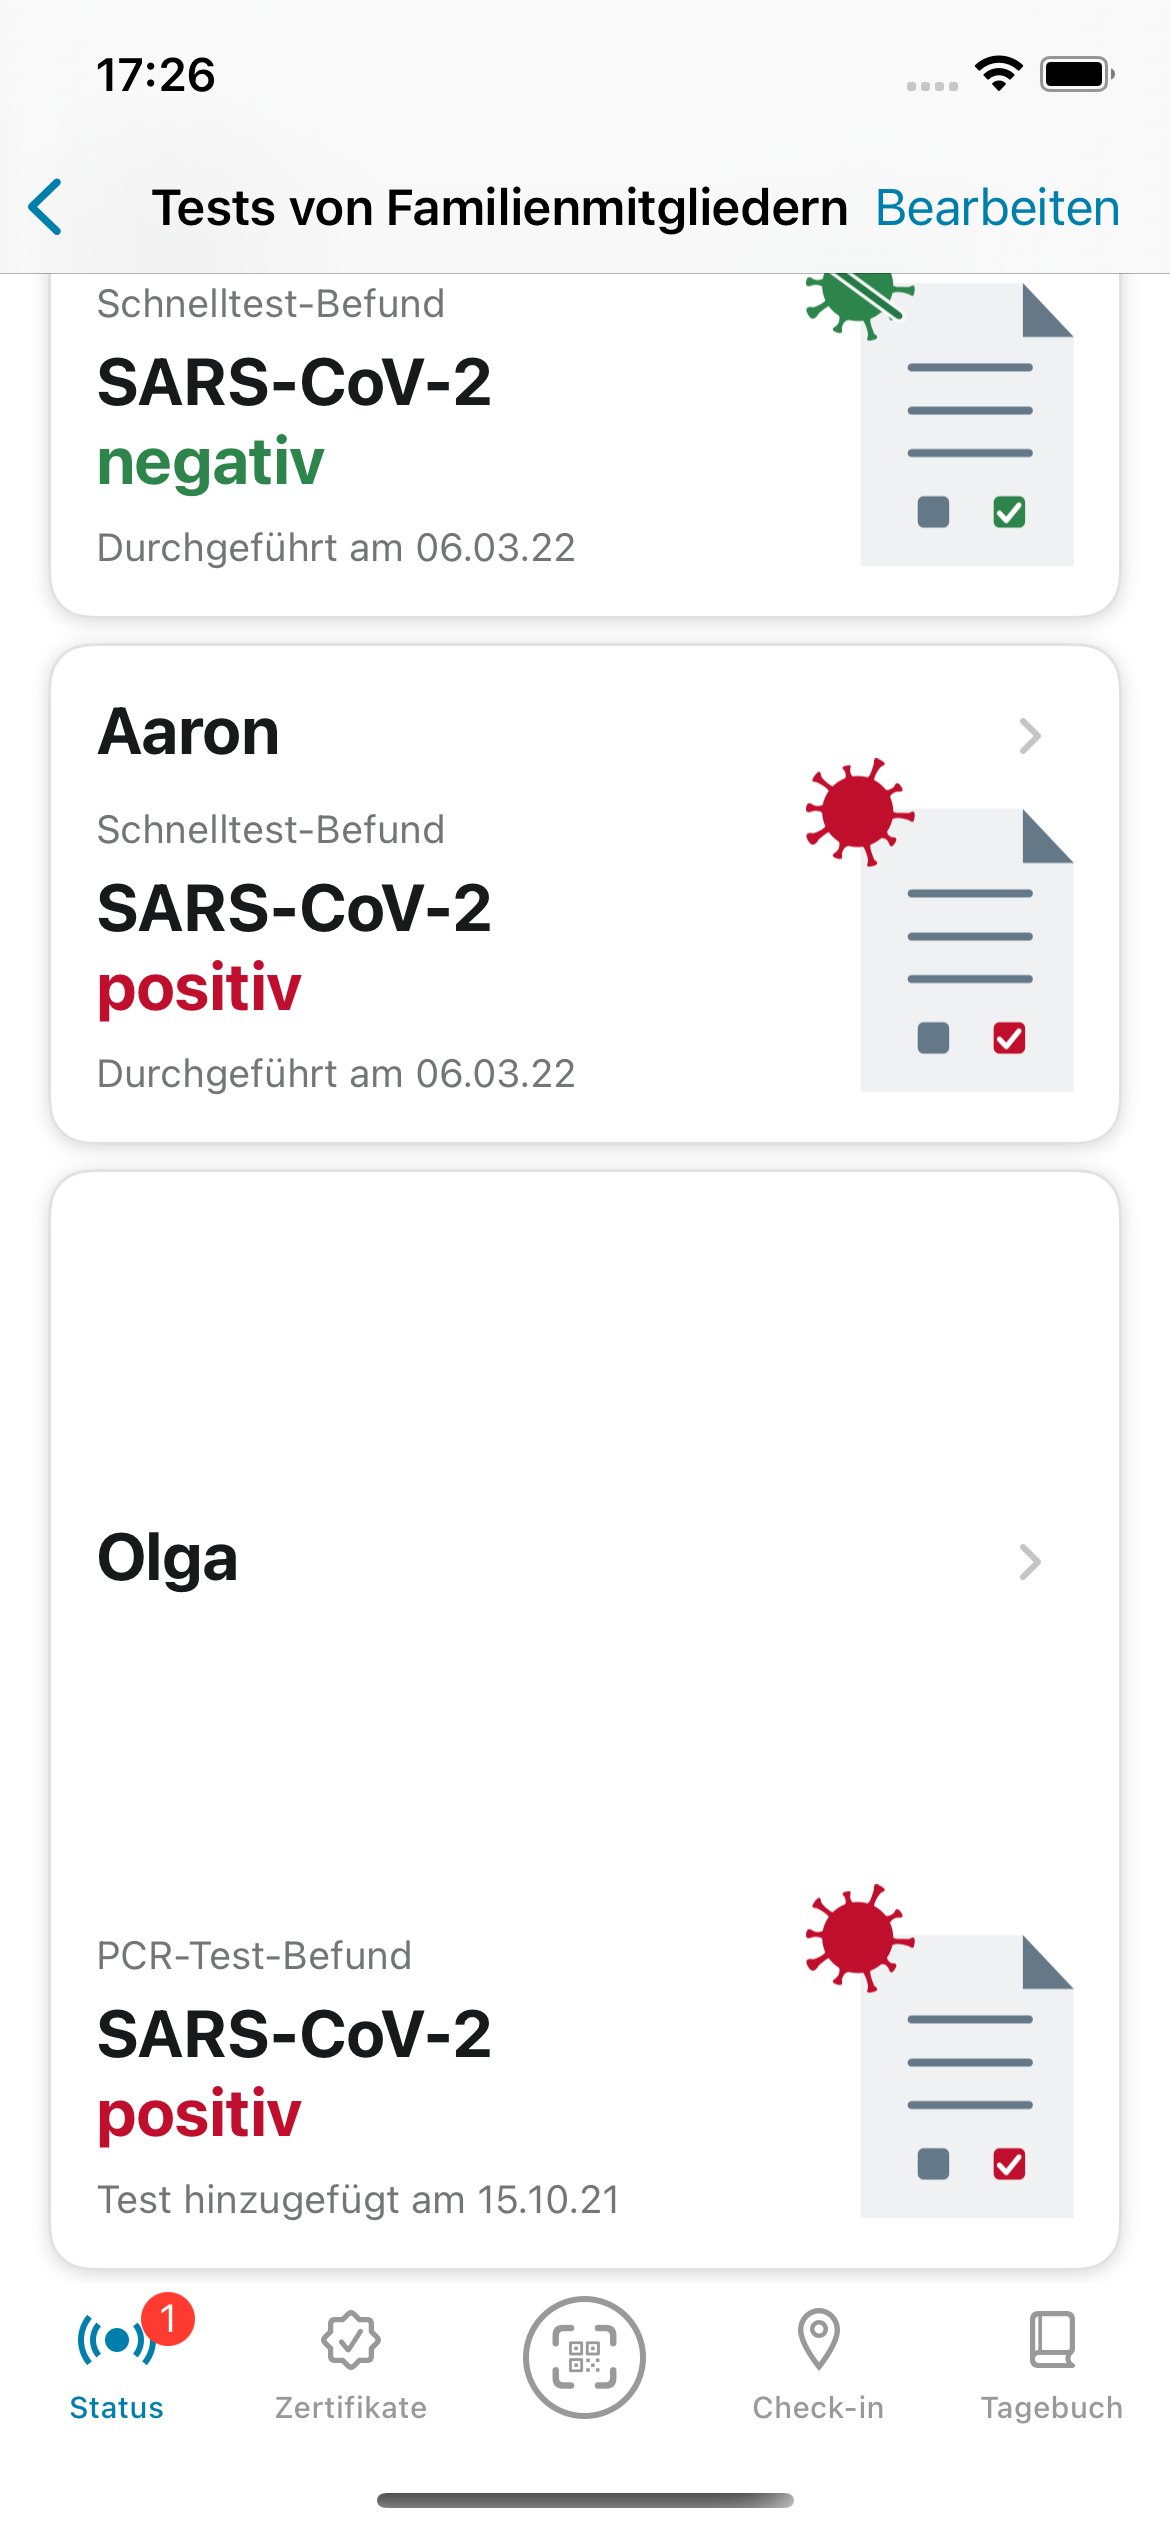 17:26
Tests von Familienmitgliedern Bearbeiten
Schnelltest-Befund
SARS-CoV-2
negativ
Durchgeführt am 06.03.22
Aaron
Schnelltest-Befund
SARS-CoV-2
positiv
Durchgeführt am 06.03.22
Olga
PCR-Test-Befund
SARS-CoV-2
positiv
Test hinzugefügt am 15.10.21
1
Status Zertifikate Check-in Tagebuch